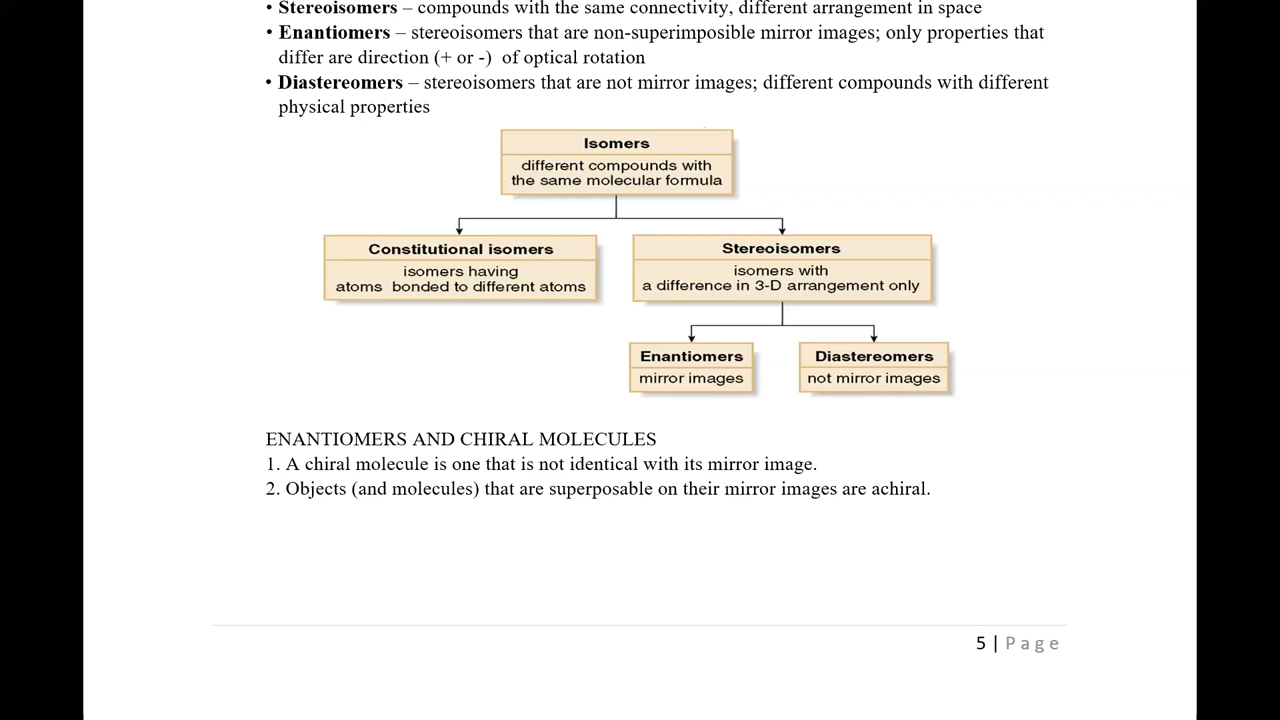 • Stereoisomers – compounds with the same connectivity, different arrangement in space
• Enantiomers – stereoisomers that are non-superimposible mirror images; only properties that
differ are direction (+ or -) of optical rotation
• Diastereomers – stereoisomers that are not mirror images; different compounds with different
physical properties
Isomers
different compounds with
the same molecular formula
Constitutional isomers
isomers having
atoms bonded to different atoms
Stereoisomers
isomers with
a difference in 3-D arrangement only
Enantiomers
mirror images
Diastereomers
not mirror images
ENANTIOMERS AND CHIRAL MOLECULES
1. A chiral molecule is one that is not identical with its mirror image.
2. Objects (and molecules) that are superposable on their mirror images are achiral.
5 | Page